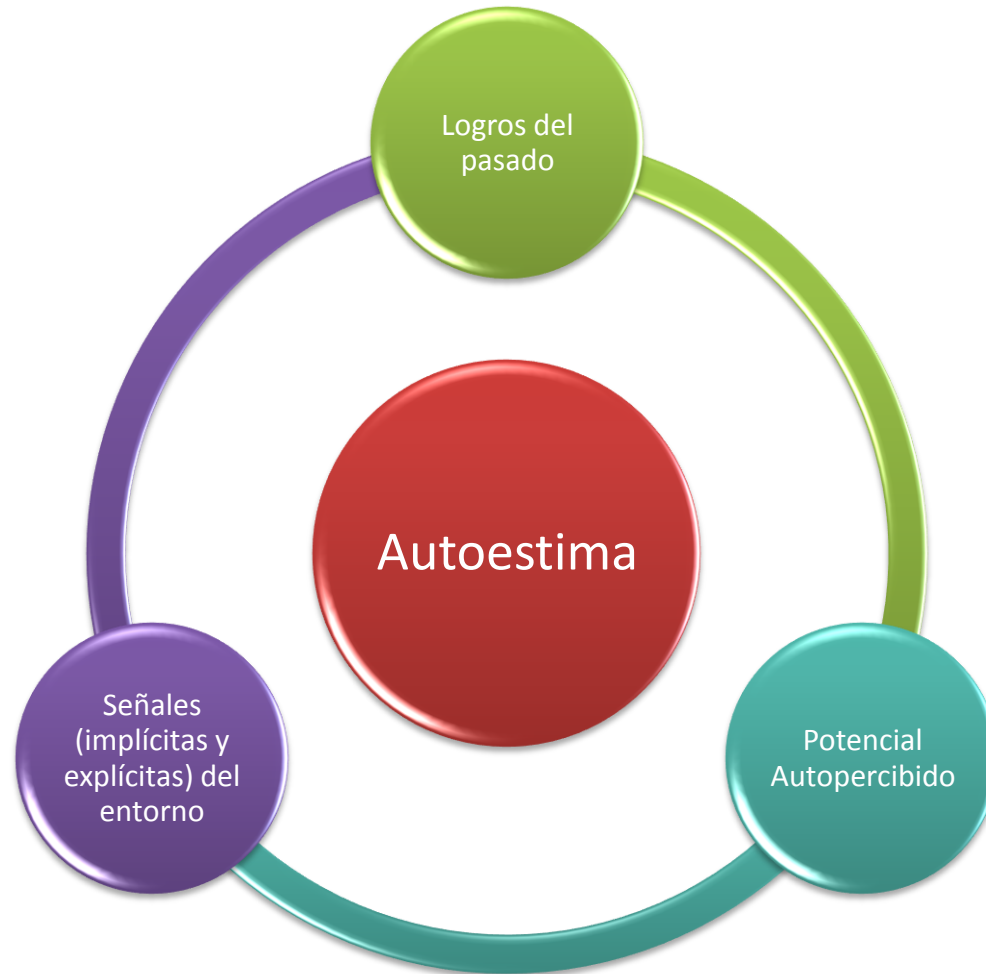 Logros del
pasado
Autoestima
Señales
(implícitas y
explícitas) del
entorno
Potencial
Autopercibido